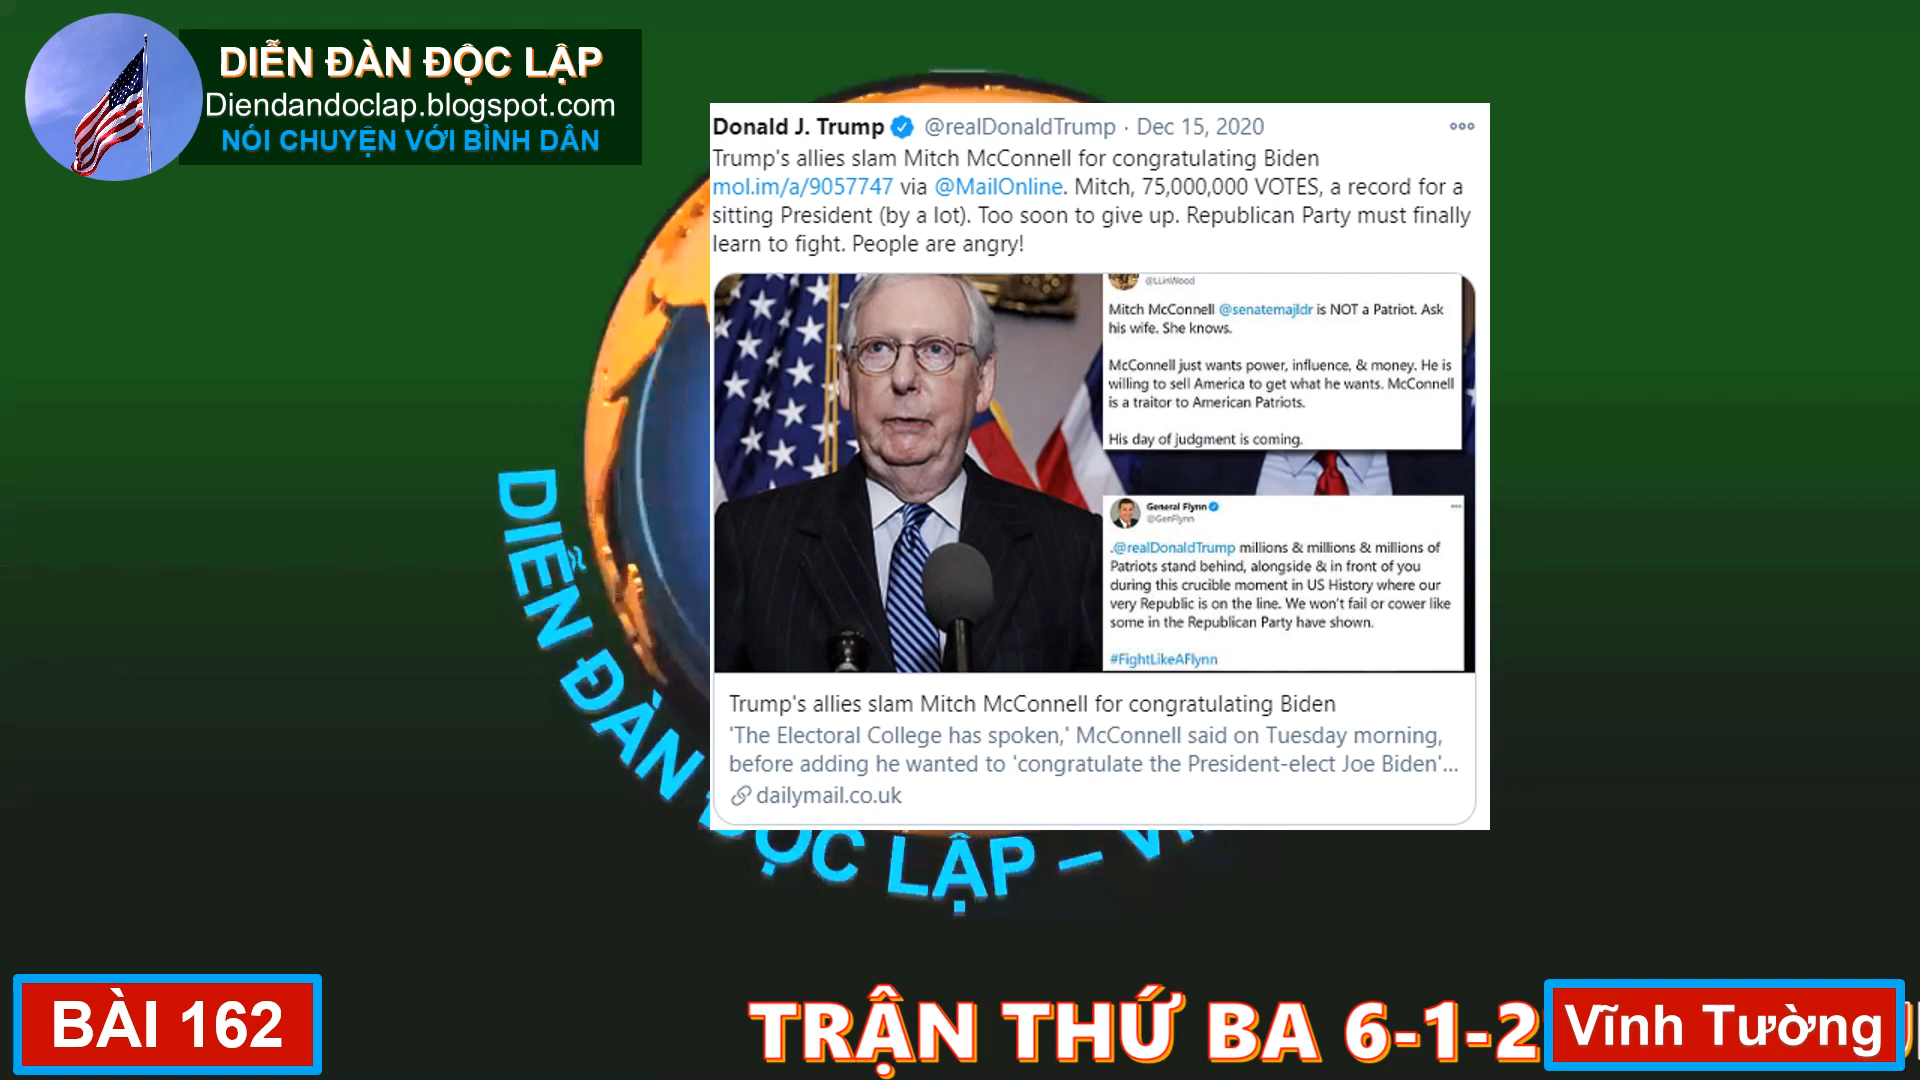 DIỄN ĐÀN ĐỘC LẬP
Diendandoclap.blogspot.com
NÓI CHUYỆN VỚI BÌNH DÂN
Donald J. Trump @realDonaldTrump · Dec 15, 2020
Trump's allies slam Mitch McConnell for congratulating Biden
mol.im/a/9057747 via @MailOnline. Mitch, 75,000,000 VOTES, a record for a
sitting President (by a lot). Too soon to give up. Republican Party must finally
learn to fight. People are angry!
@LLinWood
Mitch McConnell @senatemajldr is NOT a Patriot. Ask
his wife. She knows.
McConnell just wants power, influence, & money. He is
willing to sell America to get what he wants. McConnell
is a traitor to American Patriots.
His day of judgment is coming.
General Flynn
@GenFlynn
.@realDonaldTrump millions & millions & millions of
Patriots stand behind, alongside & in front of you
during this crucible moment in US History where our
very Republic is on the line. We won't fail or cower like
some in the Republican Party have shown.
#FightLikeAFlynn
Trump's allies slam Mitch McConnell for congratulating Biden
'The Electoral College has spoken,' McConnell said on Tuesday morning,
before adding he wanted to 'congratulate the President-elect Joe Biden'...
dailymail.co.uk
DIỄN ĐÀN ĐỘC LẬP –
BÀI 162
TRẬN THỨ BA 6-1-2
Vĩnh Tường